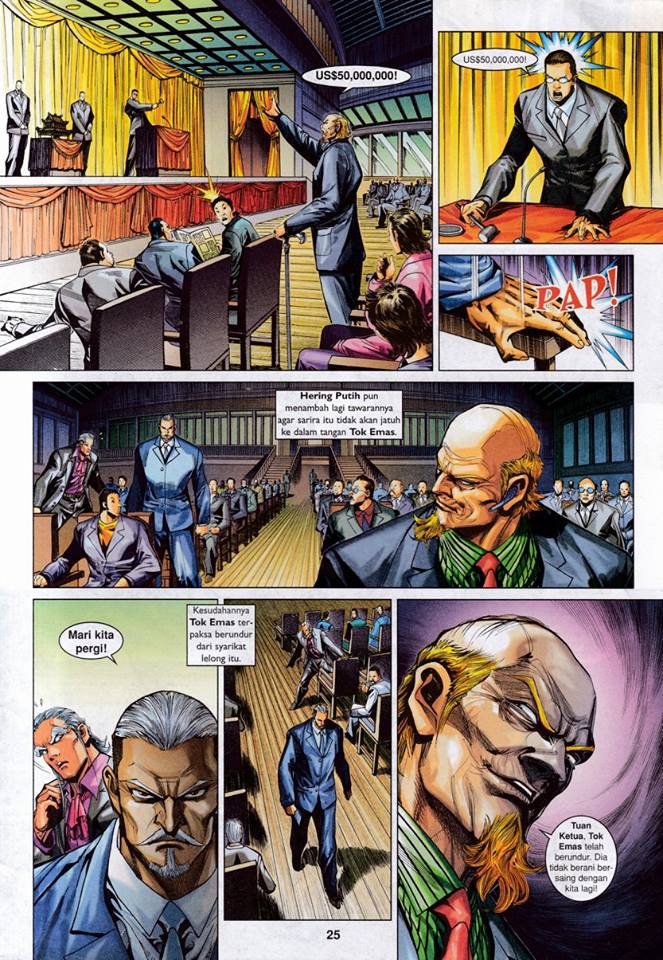 US$50,000,000!
US$50,000,000!
PAP!
Hering Putih pun
menambah lagi tawarannya
agar sarira itu tidak akan jatuh
ke dalam tangan Tok Emas.
Mari kita
pergi!
Kesudahannya
Tok Emas ter-
paksa berundur
dari syarikat
lelong itu.
Tuan
Ketua, Tok
Emas telah
berundur. Dia
tidak berani ber-
saing dengan
kita lagi!
25